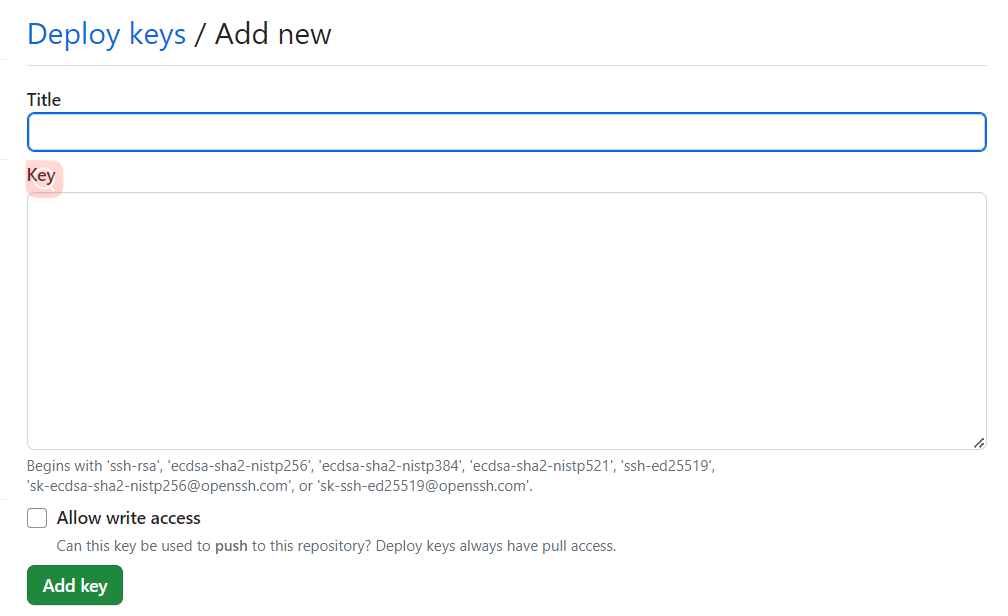 Deploy keys / Add new
Title
Key
Begins with 'ssh-rsa', 'ecdsa-sha2-nistp256', 'ecdsa-sha2-nistp384', 'ecdsa-sha2-nistp521', 'ssh-ed25519',
'sk-ecdsa-sha2-nistp256@openssh.com', or 'sk-ssh-ed25519@openssh.com'.
Allow write access
Can this key be used to push to this repository? Deploy keys always have pull access.
Add key